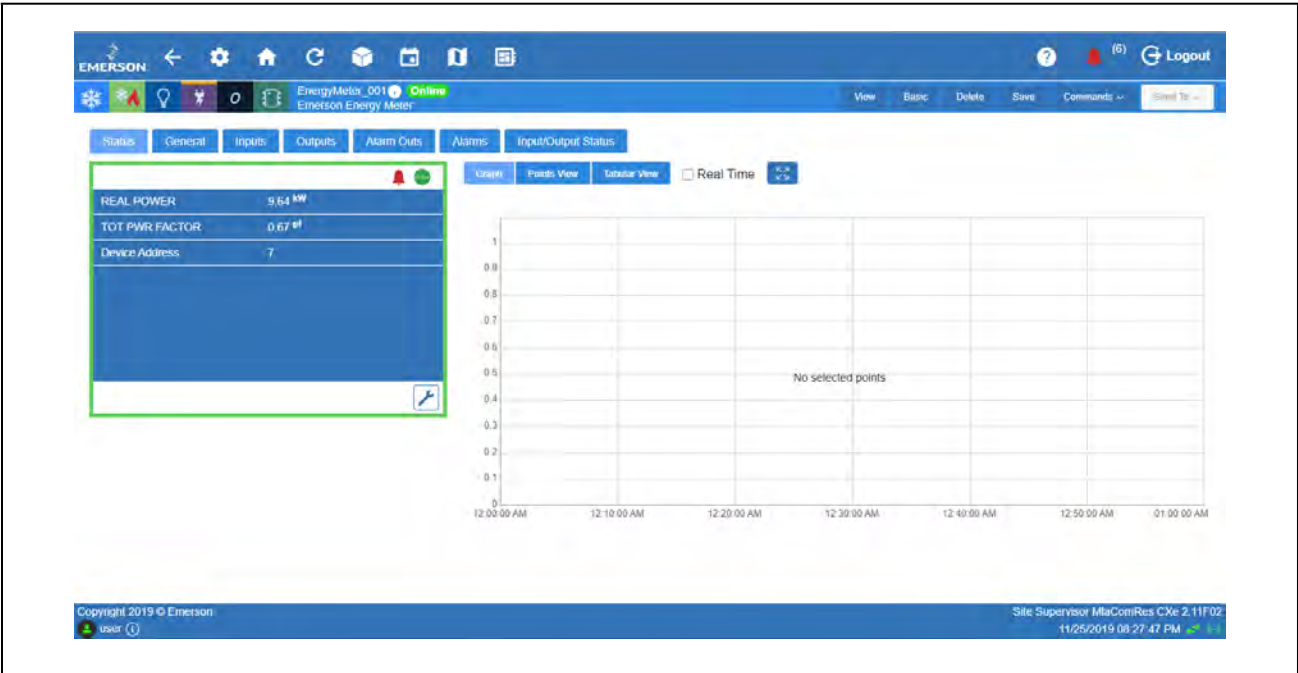 EMERSON
(6) Logout
EnergyMeter_001 Online
Emerson Energy Meter
View Basic Delete Save Commands Send To
Status General Inputs Outputs Alarm Outs Alarms Input/Output Status
Graph Points View Tabular View Real Time
REAL POWER 9.64 kW
TOT PWR FACTOR 0.67 pf
Device Address 7
1
0.9
0.8
0.7
0.6
0.5
No selected points
0.4
0.3
0.2
0.1
0
12:00:00 AM 12:10:00 AM 12:20:00 AM 12:30:00 AM 12:40:00 AM 12:50:00 AM 01:00:00 AM
Copyright 2019 © Emerson
Site Supervisor MlaComRes CXe 2.11F02
user
11/25/2019 08:27:47 PM